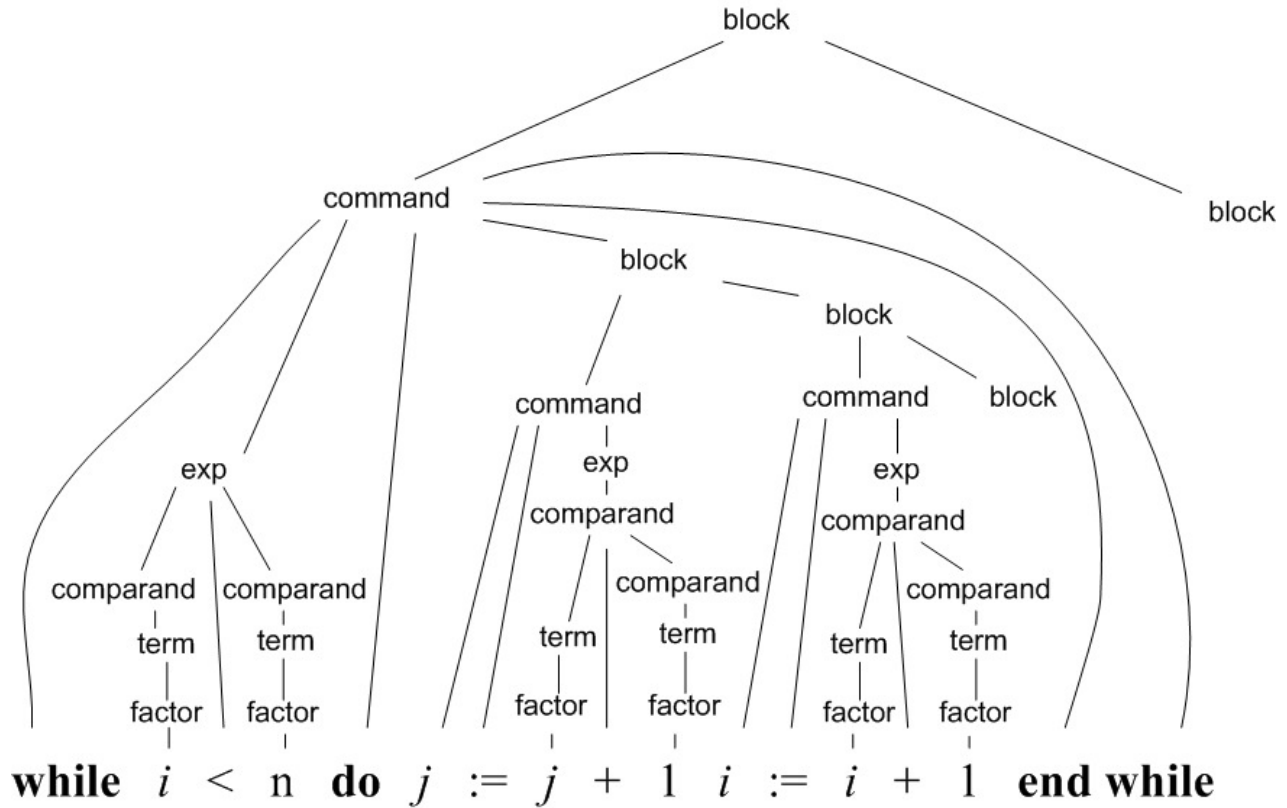 block
command block
block
block
command command block
exp exp exp
comparand comparand
comparand comparand comparand comparand
term term term term term term
factor factor factor factor factor factor
while i < n do j := j + 1 i := i + 1 end while